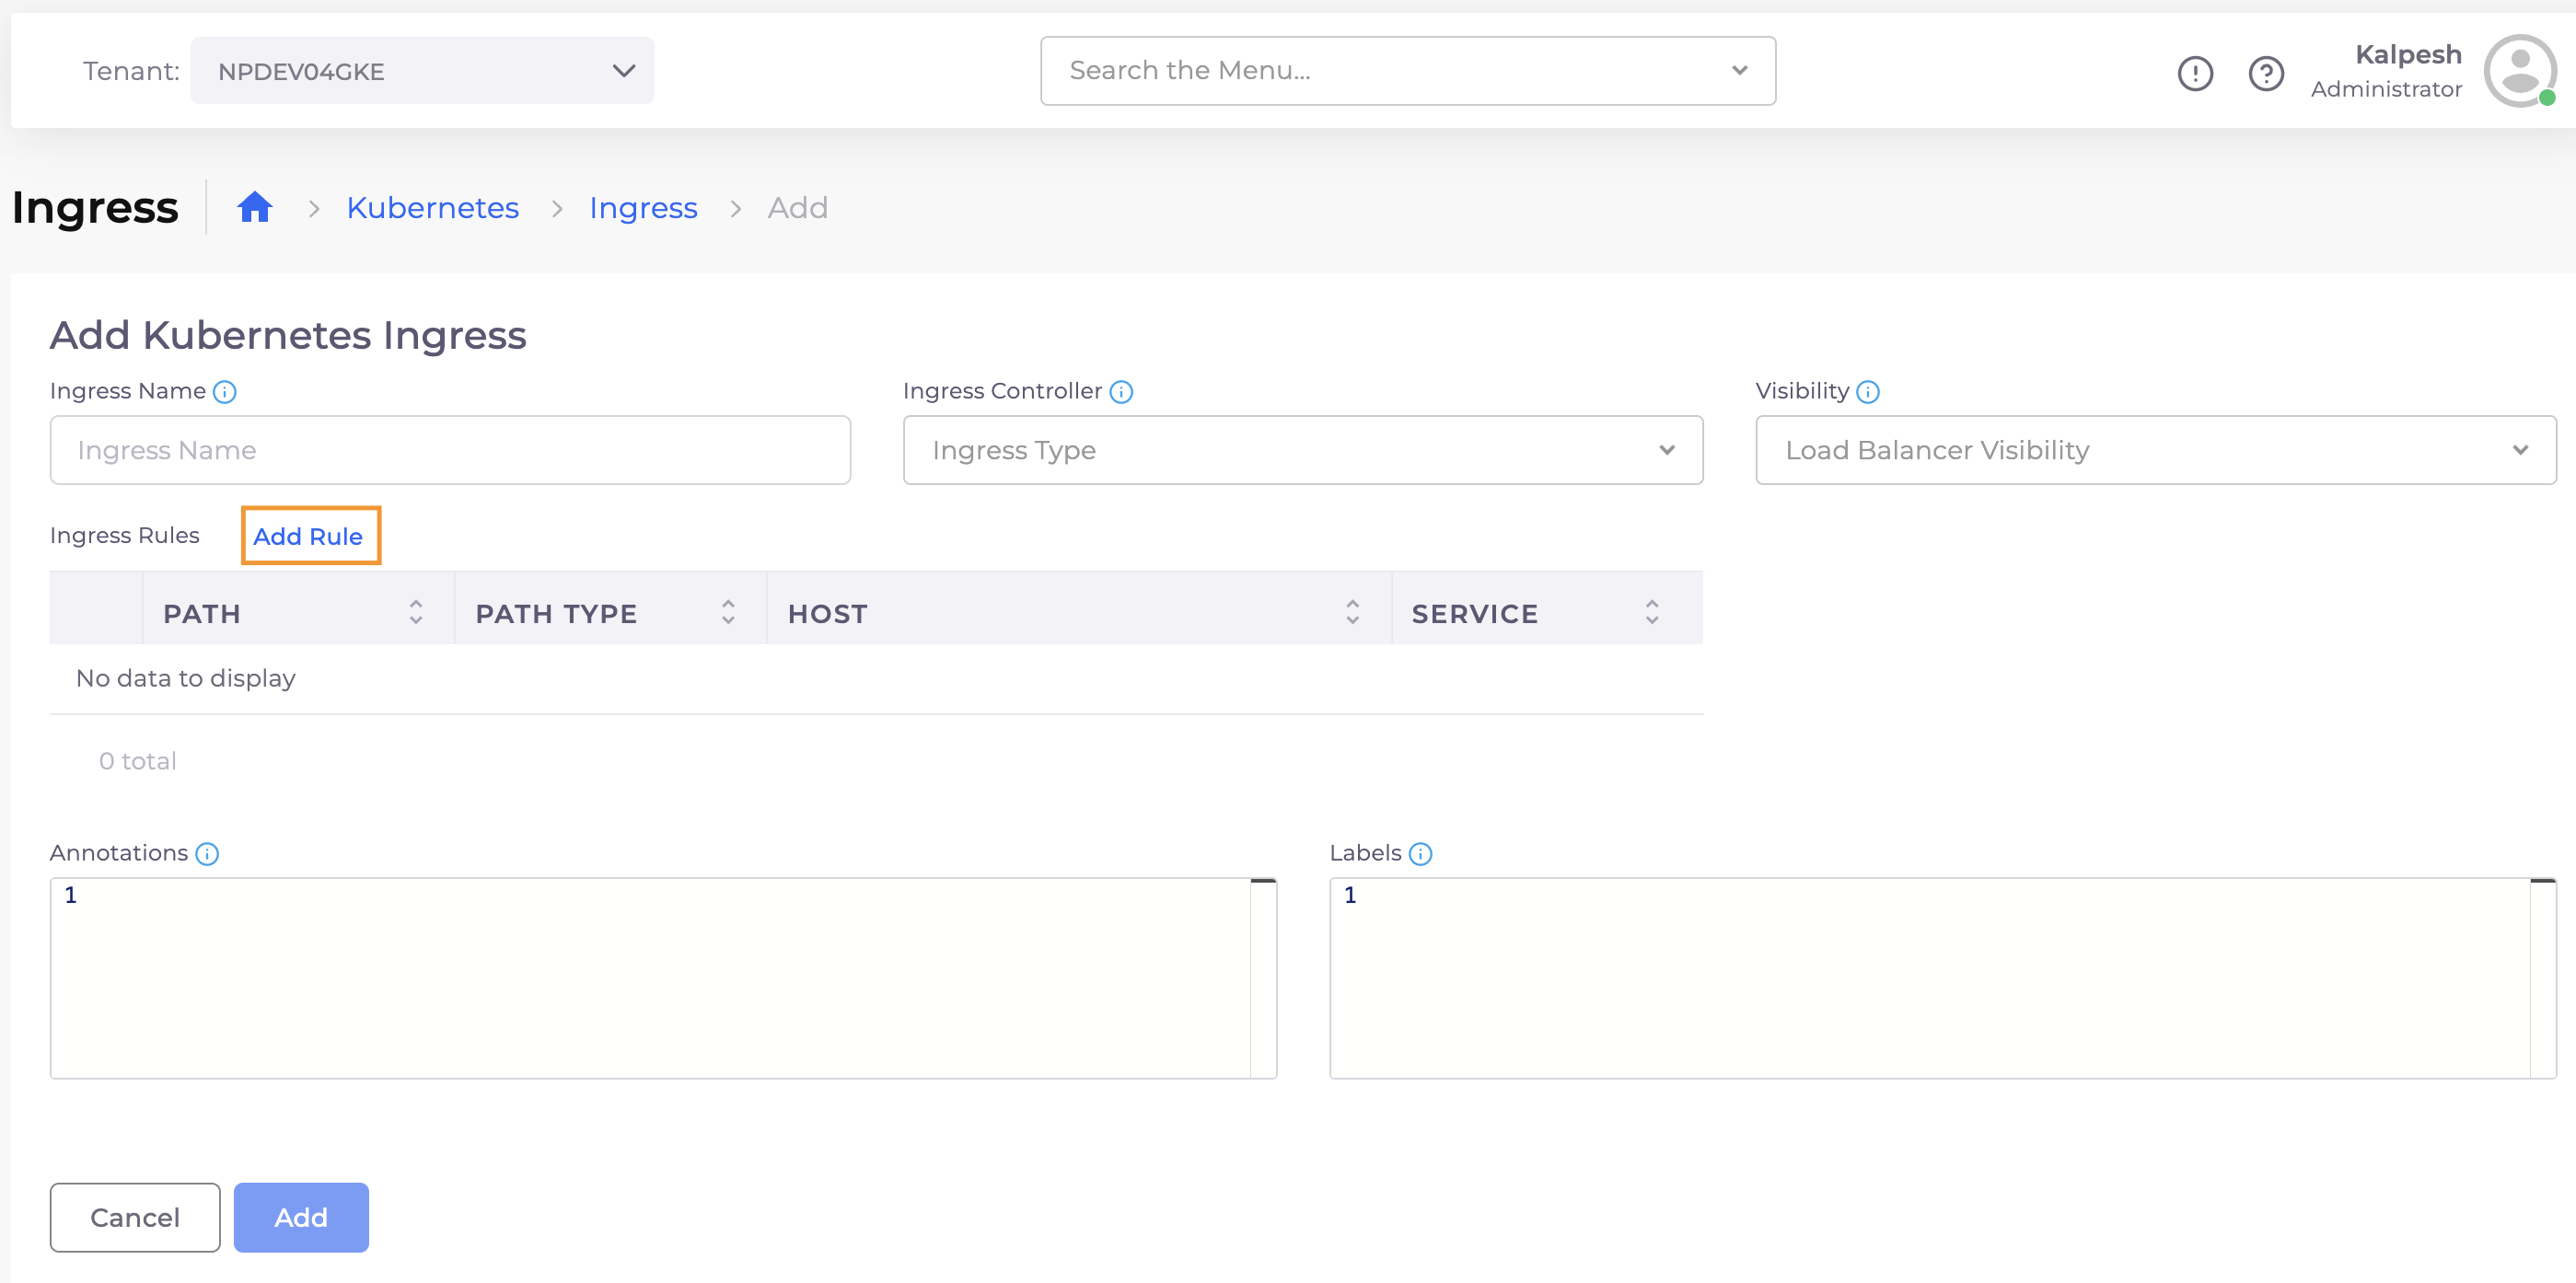 Tenant: NPDEV04GKE Search the Menu... Kalpesh
Administrator
Ingress Kubernetes Ingress Add
Add Kubernetes Ingress
Ingress Name Ingress Controller Visibility
Ingress Name Ingress Type Load Balancer Visibility
Ingress Rules Add Rule
PATH PATH TYPE HOST SERVICE
No data to display
0 total
Annotations Labels
1 1
Cancel Add